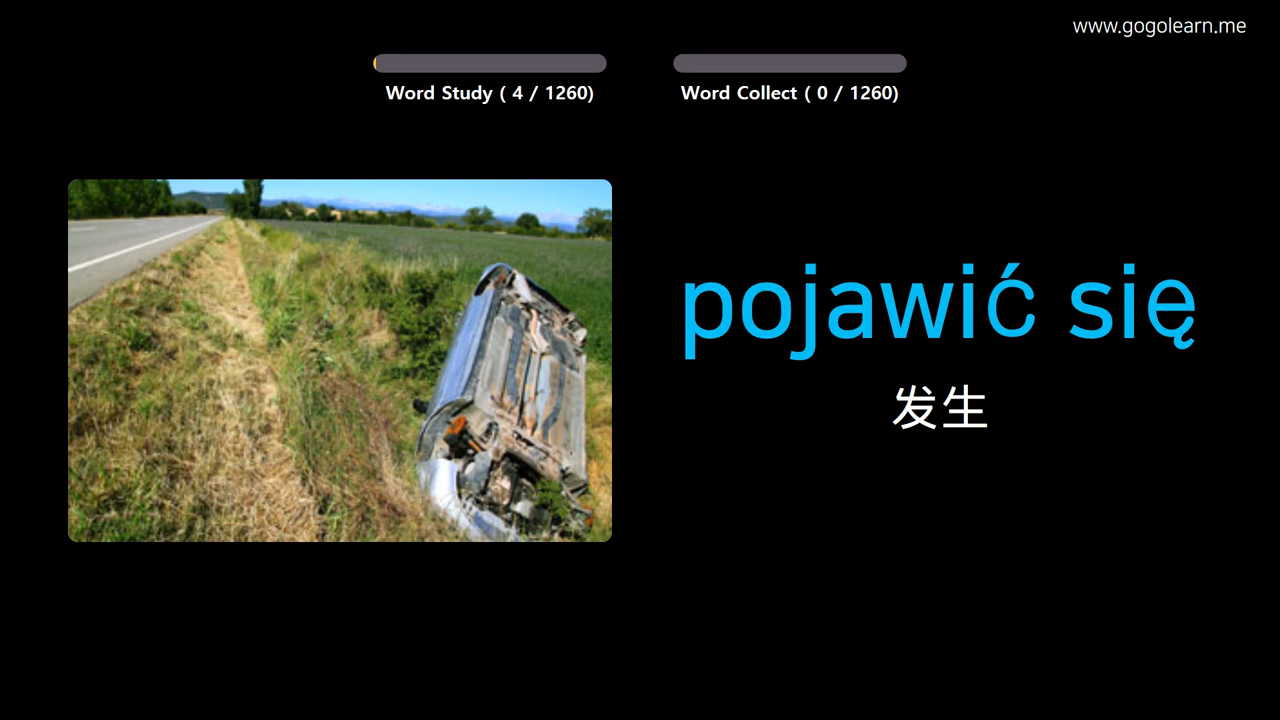 www.gogolearn.me
Word Study ( 4 / 1260)
Word Collect ( 0 / 1260)
pojawić się
发生